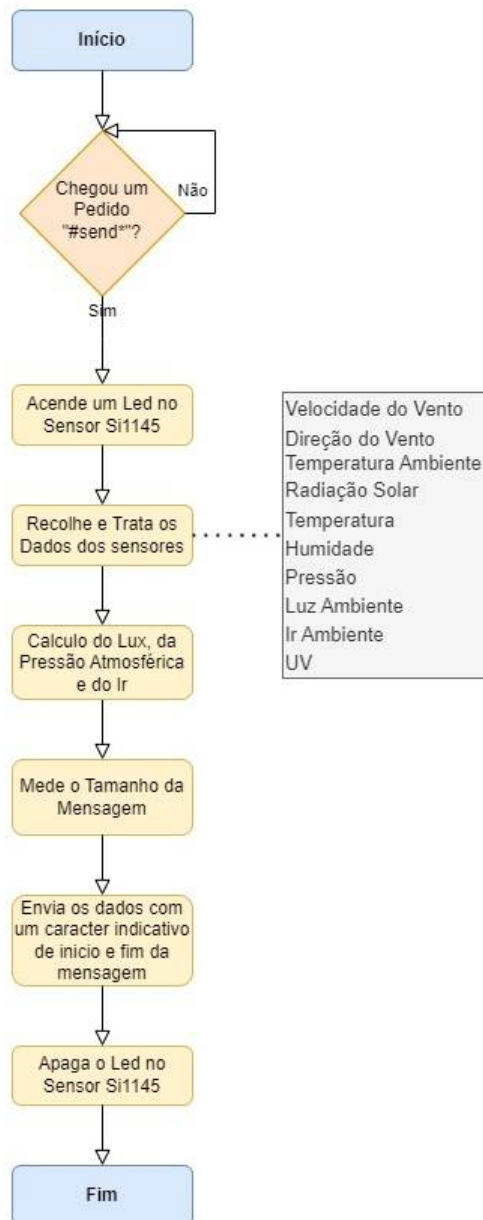 Início
Chegou um
Pedido
"#send*"?
Não
Sim
Acende um Led no
Sensor Si1145
Recolhe e Trata os
Dados dos sensores
Velocidade do Vento
Direção do Vento
Temperatura Ambiente
Radiação Solar
Temperatura
Humidade
Pressão
Luz Ambiente
Ir Ambiente
UV
Calculo do Lux, da
Pressão Atmosférica
e do Ir
Mede o Tamanho da
Mensagem
Envia os dados com
um caracter indicativo
de inicio e fim da
mensagem
Apaga o Led no
Sensor Si1145
Fim